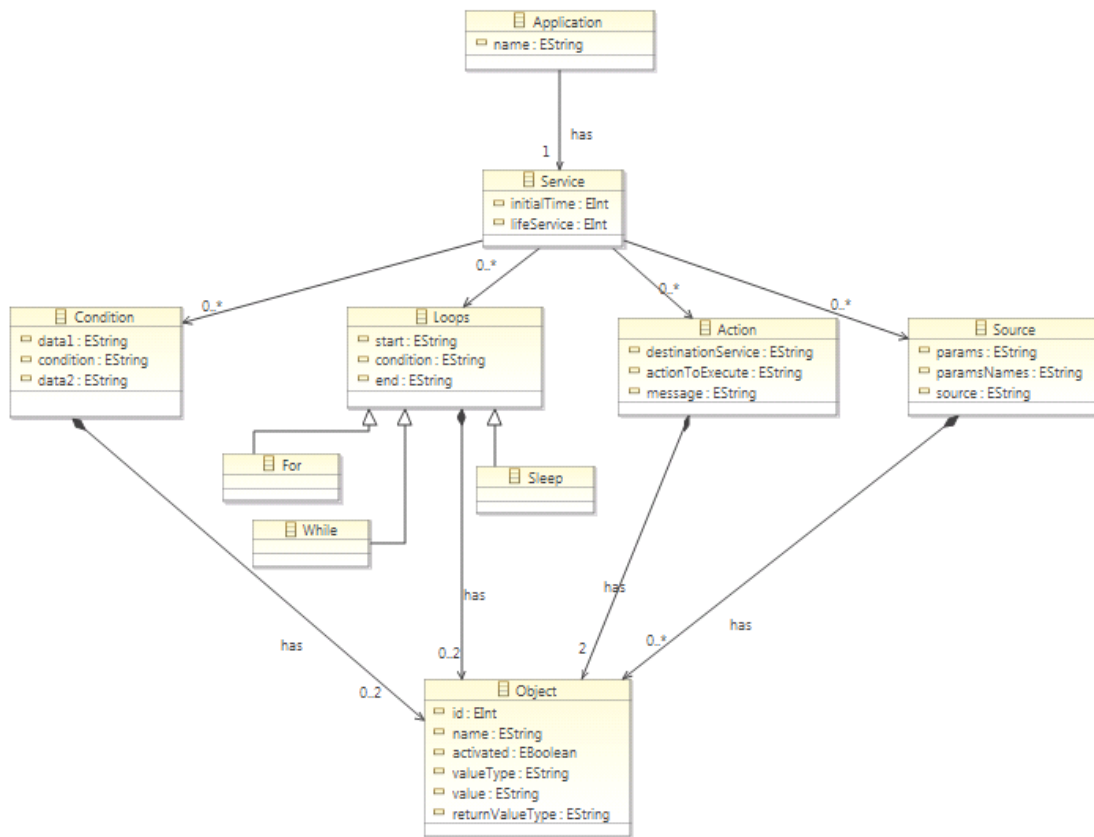 Application
name : EString
has
1
Service
initialTime : EInt
lifeService : EInt
0..*
0..*
0..*
0..*
Condition
data1 : EString
condition : EString
data2 : EString
Loops
start : EString
condition : EString
end : EString
Action
destinationService : EString
actionToExecute : EString
message : EString
Source
params : EString
paramsNames : EString
source : EString
For
Sleep
While
has
has
has
has
0..2
0..2
2
0..*
Object
id : EInt
name : EString
activated : EBoolean
valueType : EString
value : EString
returnValueType : EString